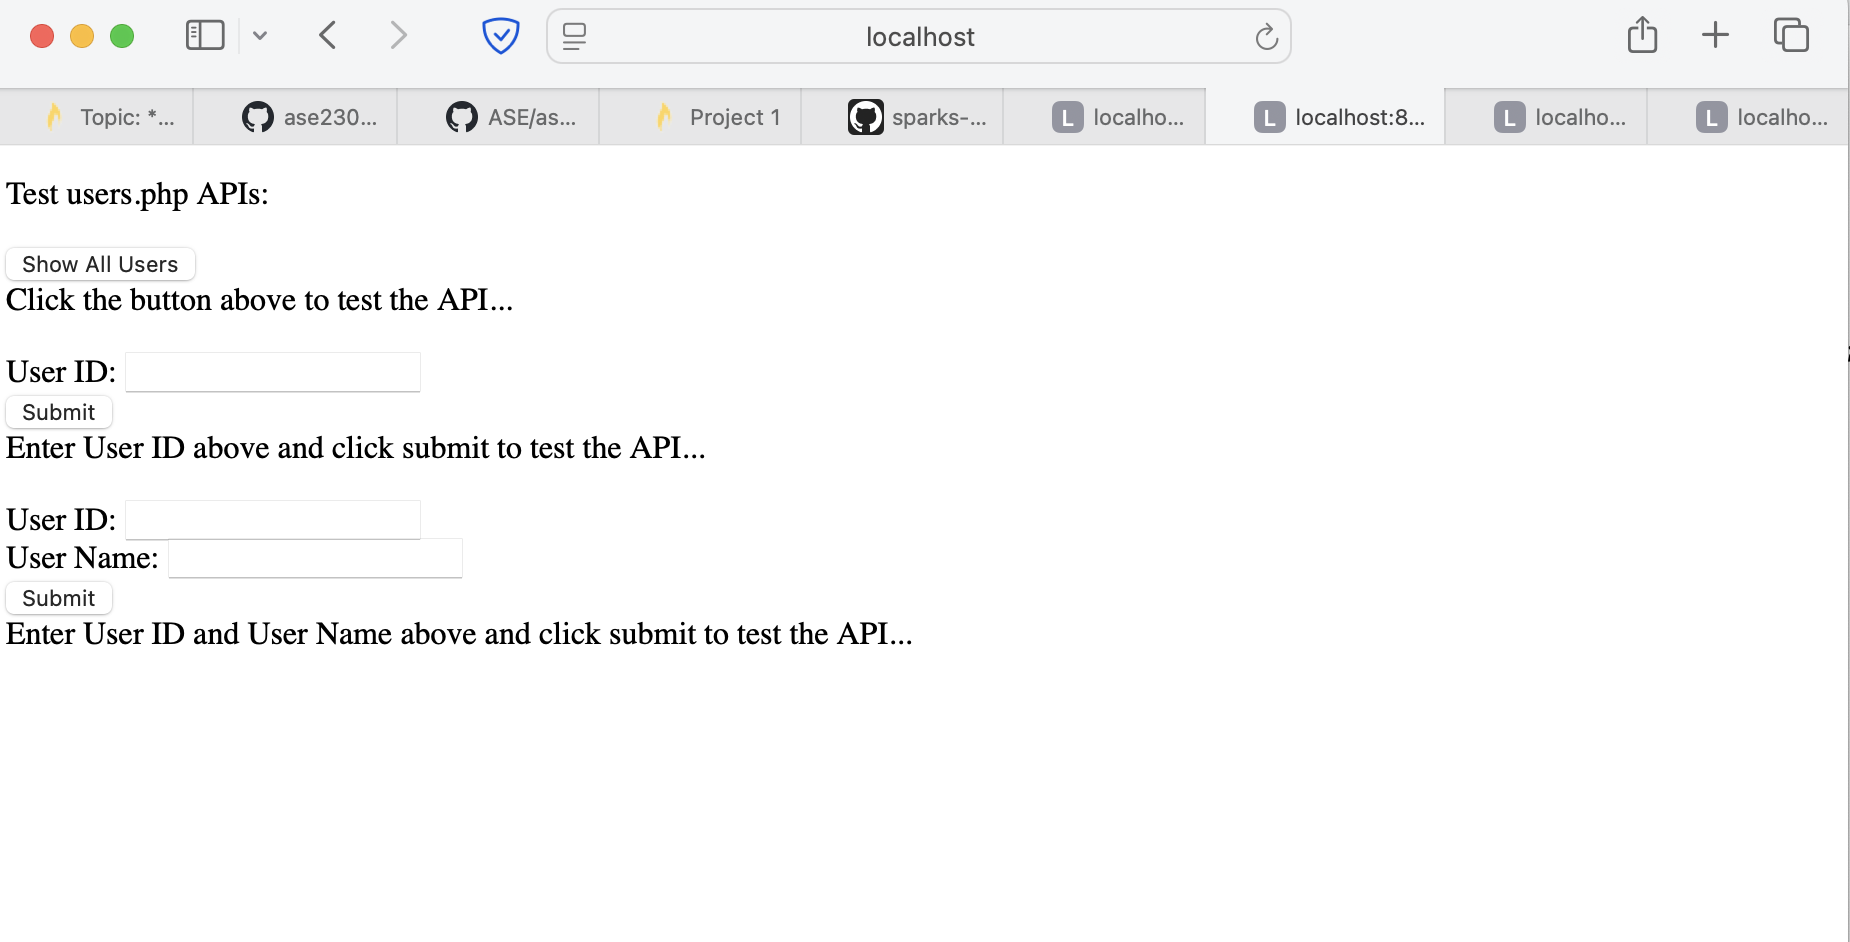 localhost
Topic: *...
ase230...
ASE/as...
Project 1
sparks-...
L localho...
L localhost:8...
L localho...
L localho...
Test users.php APIs:
Show All Users
Click the button above to test the API...
User ID:
Submit
Enter User ID above and click submit to test the API...
User ID:
User Name:
Submit
Enter User ID and User Name above and click submit to test the API...